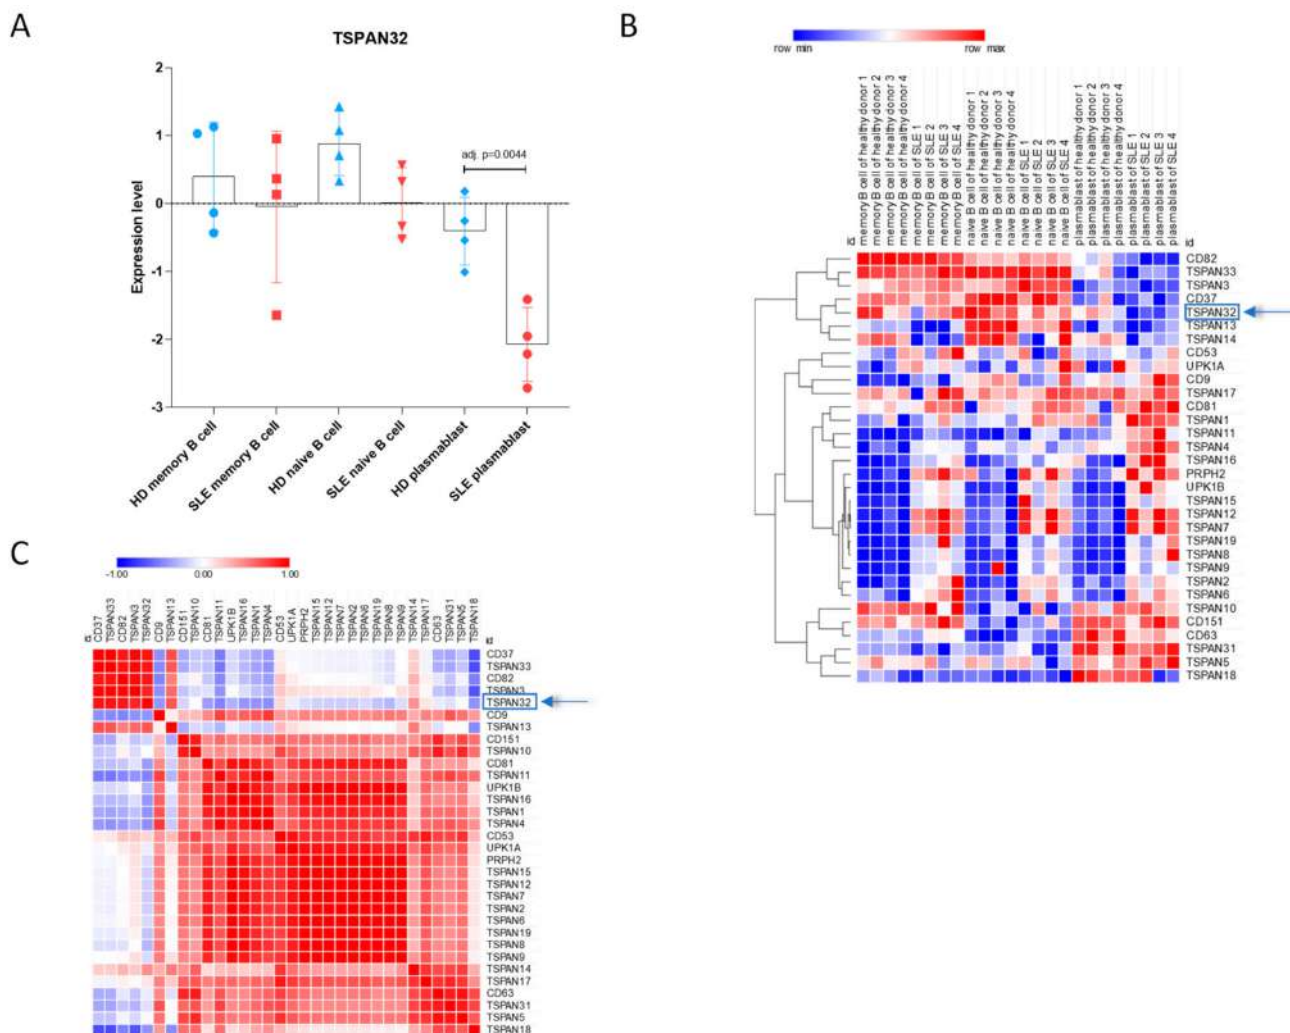 A
TSPAN32
Expression level
2
1
0
-1
-2
-3
adj. p=0.0044
HD memory B cell
SLE memory B cell
HD naive B cell
SLE naive B cell
HD plasmablast
SLE plasmablast
B
row min
row max
id
memory B cell of healthy donor 1
memory B cell of healthy donor 2
memory B cell of healthy donor 3
memory B cell of healthy donor 4
memory B cell of SLE 1
memory B cell of SLE 2
memory B cell of SLE 3
memory B cell of SLE 4
naive B cell of healthy donor 1
naive B cell of healthy donor 2
naive B cell of healthy donor 3
naive B cell of healthy donor 4
naive B cell of SLE 1
naive B cell of SLE 2
naive B cell of SLE 3
naive B cell of SLE 4
plasmablast of healthy donor 1
plasmablast of healthy donor 2
plasmablast of healthy donor 3
plasmablast of healthy donor 4
plasmablast of SLE 1
plasmablast of SLE 2
plasmablast of SLE 3
plasmablast of SLE 4
id
CD82
TSPAN33
TSPAN3
CD37
TSPAN32
TSPAN13
TSPAN14
CD53
UPK1A
CD9
TSPAN17
CD81
TSPAN1
TSPAN11
TSPAN4
TSPAN16
PRPH2
UPK1B
TSPAN15
TSPAN12
TSPAN7
TSPAN19
TSPAN8
TSPAN9
TSPAN2
TSPAN6
TSPAN10
CD151
CD63
TSPAN31
TSPAN5
TSPAN18
C
-1.00
0.00
1.00
id
CD37
TSPAN33
CD82
TSPAN3
TSPAN32
CD9
TSPAN13
CD151
TSPAN10
CD81
TSPAN11
UPK1B
TSPAN16
TSPAN1
TSPAN4
CD53
UPK1A
PRPH2
TSPAN15
TSPAN12
TSPAN7
TSPAN2
TSPAN6
TSPAN19
TSPAN8
TSPAN9
TSPAN14
TSPAN17
CD63
TSPAN31
TSPAN5
TSPAN18
id
CD37
TSPAN33
CD82
TSPAN3
TSPAN32
CD9
TSPAN13
CD151
TSPAN10
CD81
TSPAN11
UPK1B
TSPAN16
TSPAN1
TSPAN4
CD53
UPK1A
PRPH2
TSPAN15
TSPAN12
TSPAN7
TSPAN2
TSPAN6
TSPAN19
TSPAN8
TSPAN9
TSPAN14
TSPAN17
CD63
TSPAN31
TSPAN5
TSPAN18